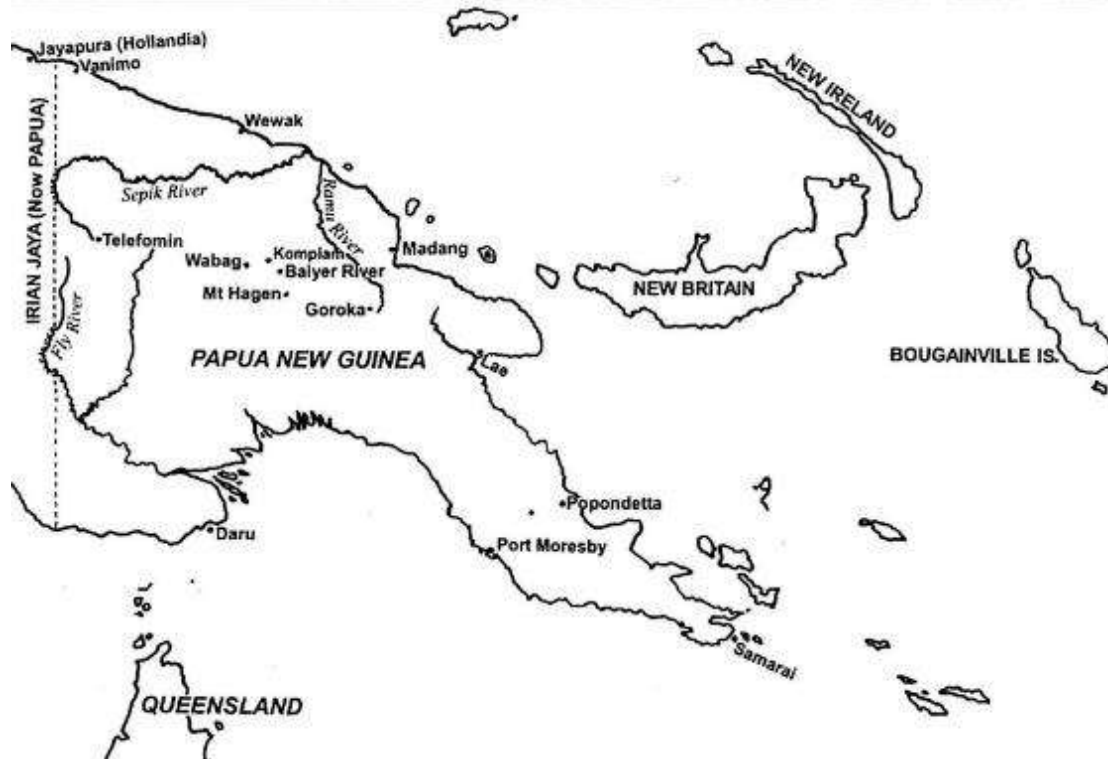 Jayapura (Hollandia)
Vanimo
NEW IRELAND
Wewak
IRIAN JAYA (Now PAPUA)
Sepik River
Ramu River
Telefomin
Madang
Wabag
Kompiam
Baiyer River
NEW BRITAIN
Mt Hagen
Goroka
Fly River
PAPUA NEW GUINEA
Lae
BOUGAINVILLE IS.
Popondetta
Daru
Port Moresby
Samarai
QUEENSLAND